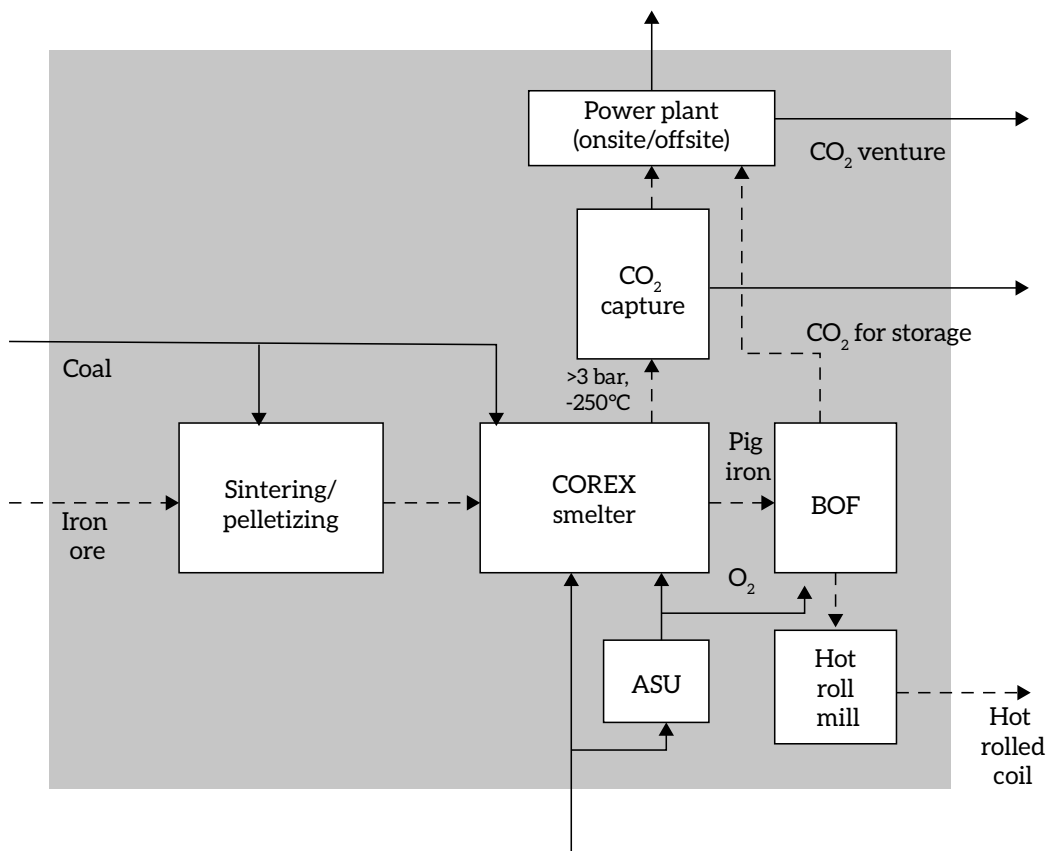 Power plant
(onsite/offsite)
CO₂ venture
CO₂
capture
CO₂ for storage
Coal
>3 bar,
-250°C
Pig
iron
Sintering/
pelletizing
COREX
smelter
BOF
Iron
ore
O₂
ASU
Hot
roll
mill
Hot
rolled
coil